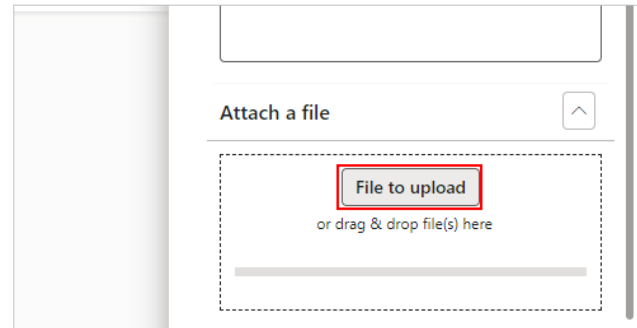 Attach a file
File to upload
or drag & drop file(s) here